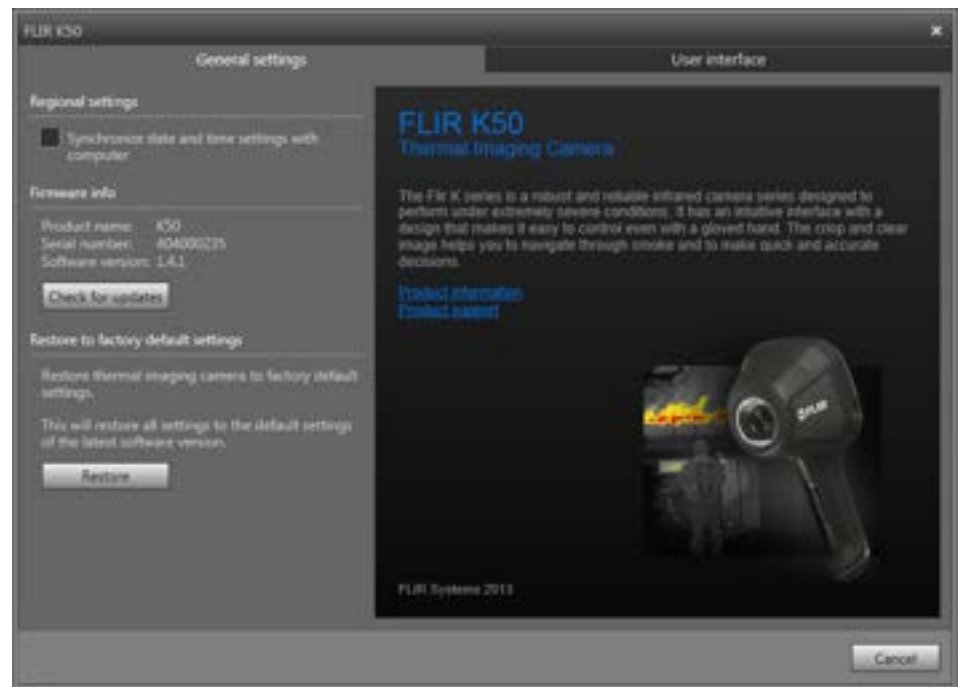 FLIR K50
General settings
User interface
Regional settings
Synchronize date and time settings with
computer
Firmware info
Product name: K50
Serial number: 404000235
Software version: 1.4.1
Check for updates
Restore to factory default settings
Restore thermal imaging camera to factory default
settings.
This will restore all settings to the default settings
of the latest software version.
Restore
FLIR K50
Thermal Imaging Camera
The Flir K series is a robust and reliable infrared camera series designed to
perform under extremely severe conditions. It has an intuitive interface with a
design that makes it easy to control even with a gloved hand. The crisp and clear
image helps you to navigate through smoke and to make quick and accurate
decisions.
Product information
Product support
FLIR
FLIR Systems 2013
Cancel